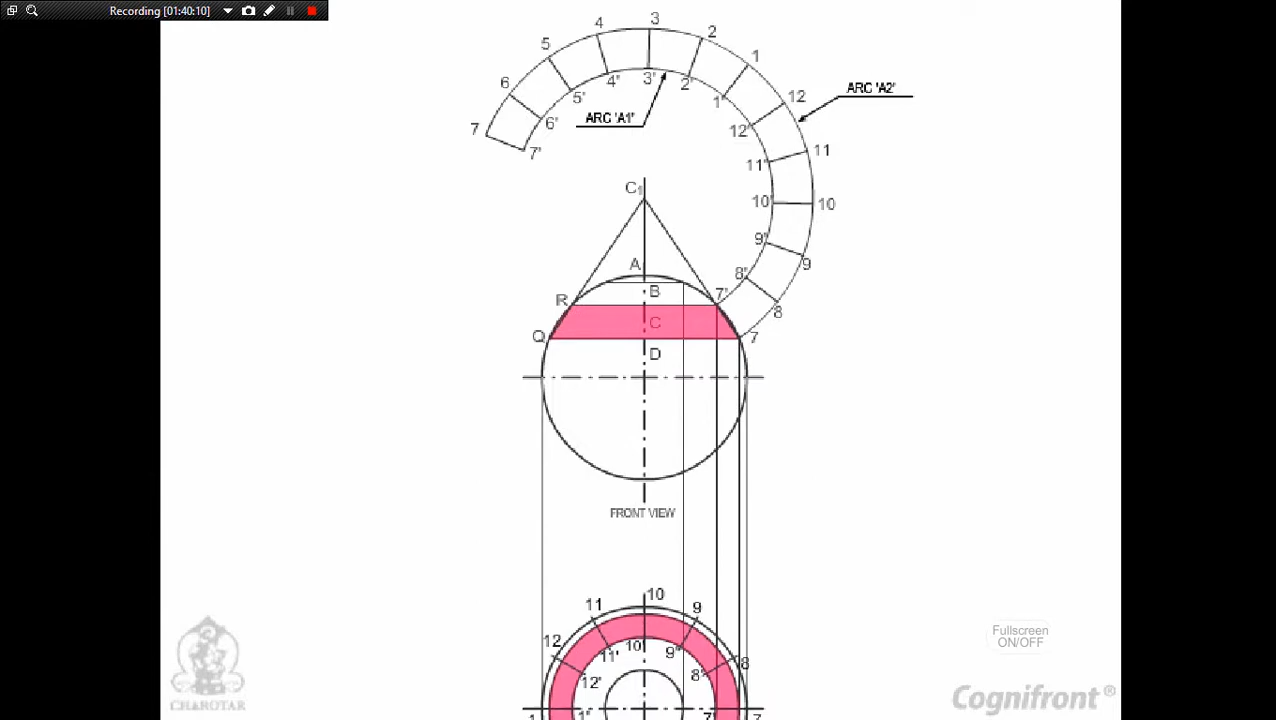 Recording [01:40:10]
3
4
2
5
1
6
12
7
3'
4'
2'
5'
1'
6'
12'
7'
ARC 'A1'
ARC 'A2'
11
11'
10'
10
9'
9
8'
8
C1
A
B
7'
R
C
Q
7
D
FRONT VIEW
10
11
9
12
8
10
11'
9"
12'
8'
1
1"
7'
7
CHAROTAR
Fullscreen
ON/OFF
Cognifront®